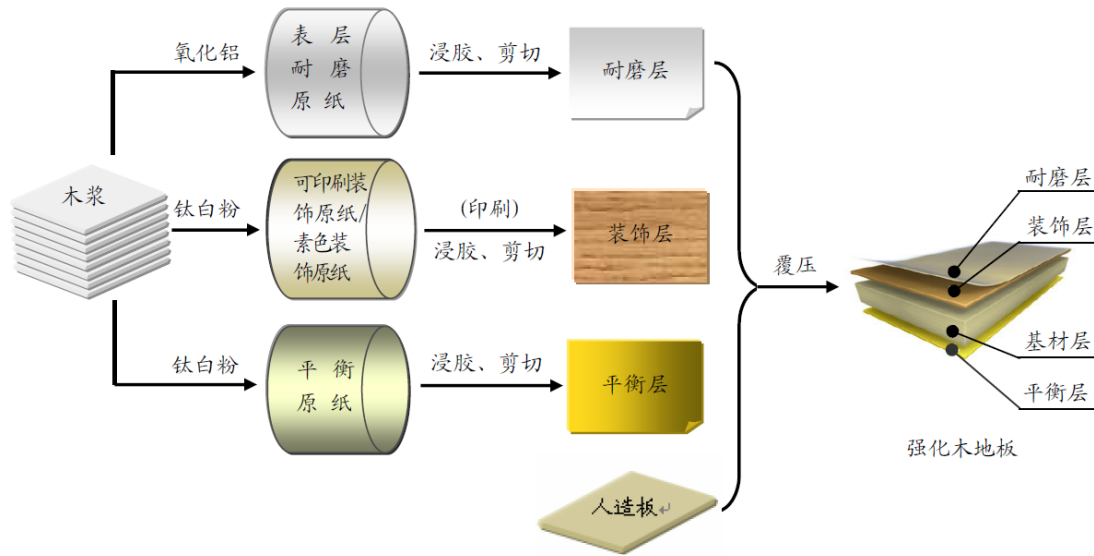 氧化铝
表 层
耐 磨
原 纸
浸胶、剪切
耐磨层
木浆
钛白粉
可印刷装
饰原纸/
素色装
饰原纸
(印刷)
浸胶、剪切
装饰层
钛白粉
平 衡
原 纸
浸胶、剪切
平衡层
人造板
覆压
耐磨层
装饰层
基材层
平衡层
强化木地板